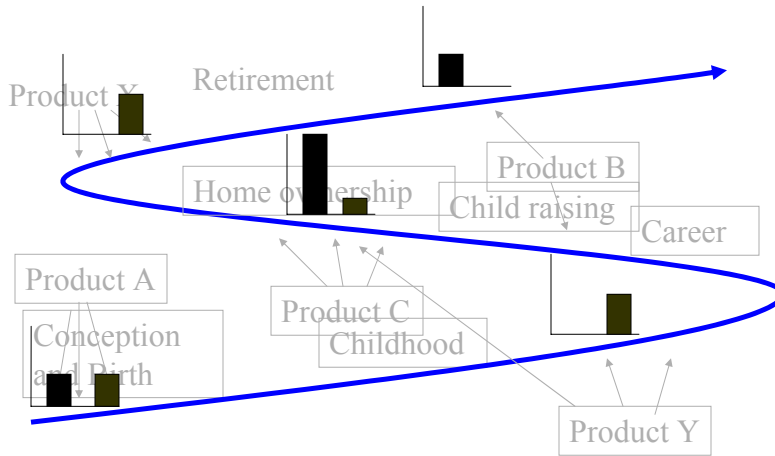 Retirement
Product X
Product B
Home ownership
Child raising
Career
Product A
Product C
Conception
and Birth
Childhood
Product Y